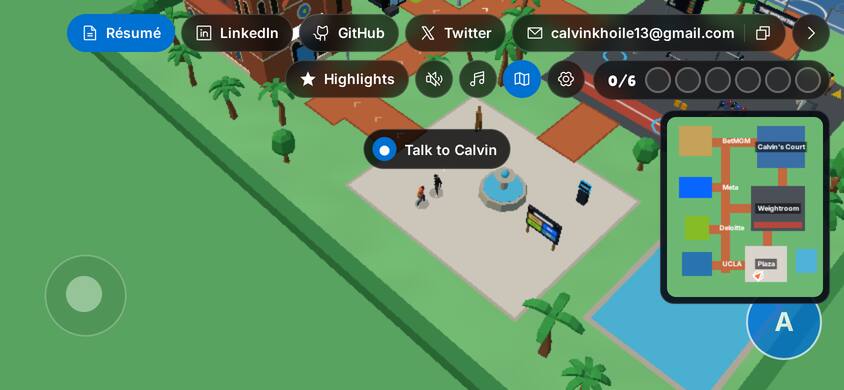 Résumé
LinkedIn
GitHub
Twitter
calvinkhoile13@gmail.com
Highlights
0/6
Talk to Calvin
BetMGM
Calvin's Court
Meta
Weightroom
Deloitte
UCLA
Plaza
A